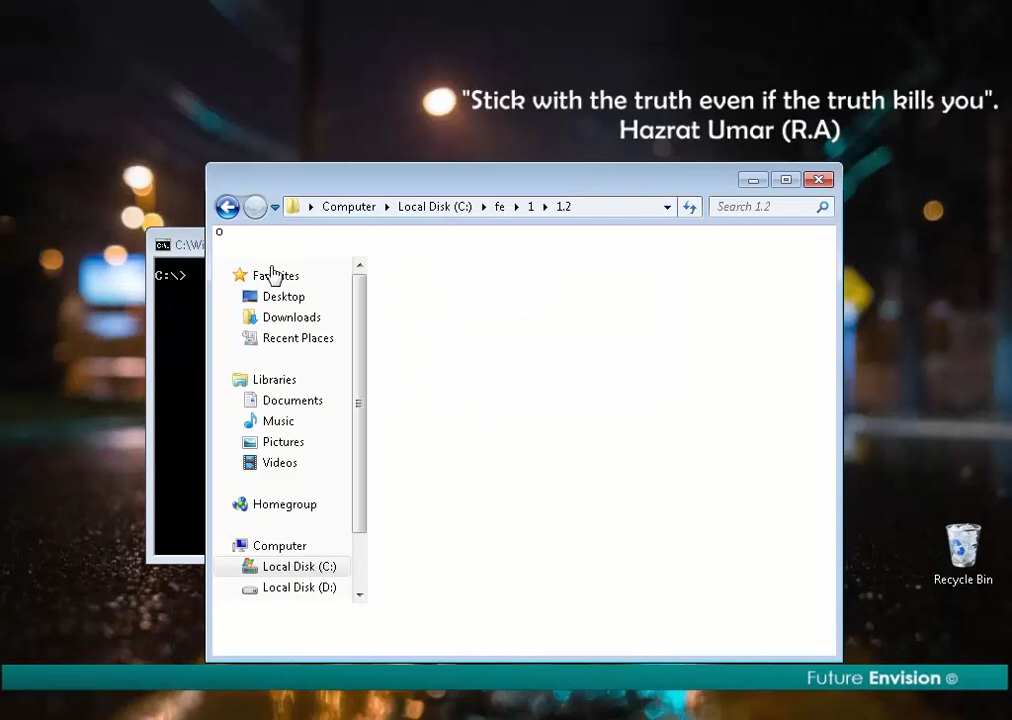 "Stick with the truth even if the truth kills you".
Hazrat Umar (R.A)
Computer Local Disk (C:) fe 1 1.2
Search 1.2
C:\Wi
C:\>
Favorites
Desktop
Downloads
Recent Places
Libraries
Documents
Music
Pictures
Videos
Homegroup
Computer
Local Disk (C:)
Local Disk (D:)
Recycle Bin
Future Envision ©